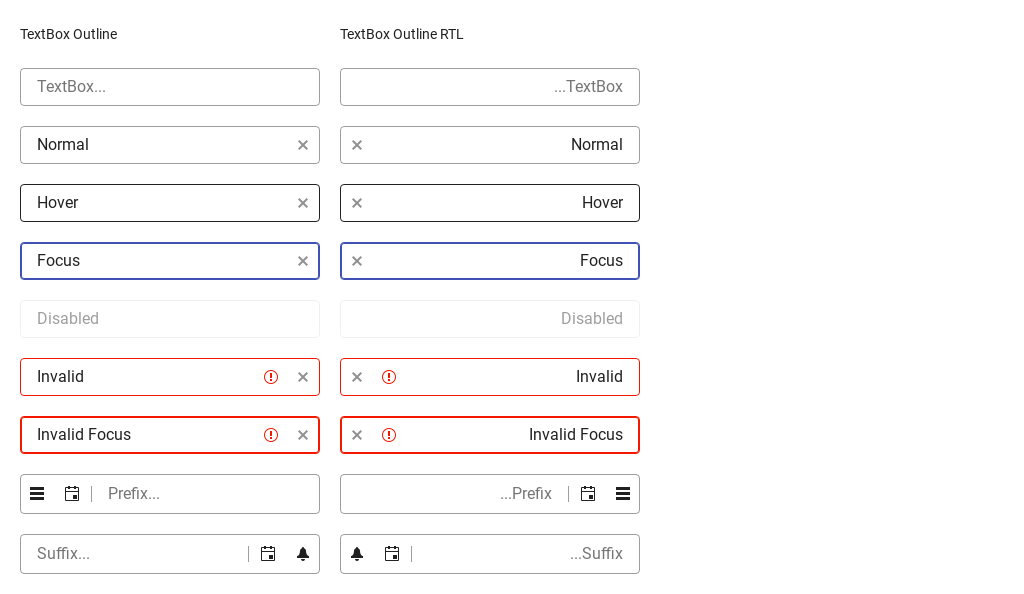 TextBox Outline
TextBox Outline RTL
TextBox...
...TextBox
Normal
Normal
Hover
Hover
Focus
Focus
Disabled
Disabled
Invalid
Invalid
Invalid Focus
Invalid Focus
Prefix...
...Prefix
Suffix...
...Suffix